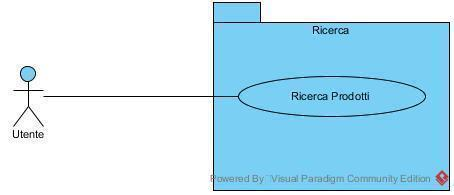 Ricerca
Ricerca Prodotti
Utente
Powered By Visual Paradigm Community Edition